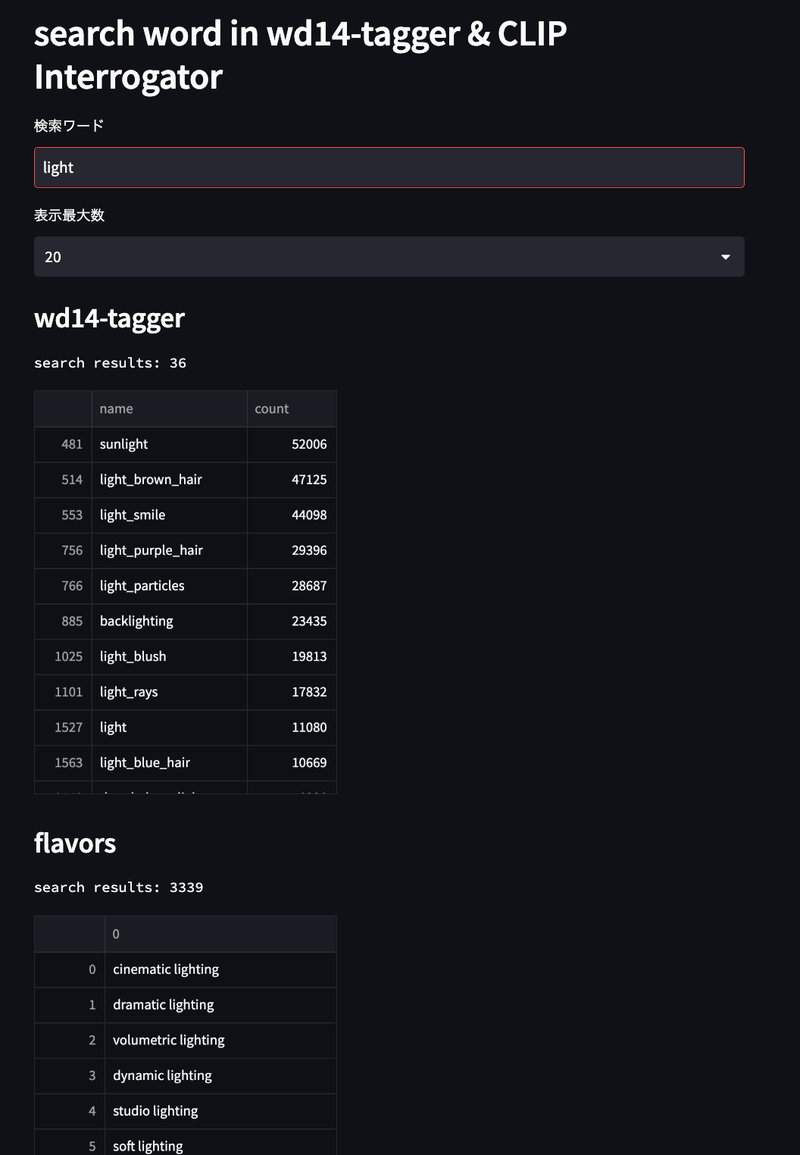 search word in wd14-tagger & CLIP
Interrogator
検索ワード
light
表示最大数
20
wd14-tagger
search results: 36
name count
481 sunlight 52006
514 light_brown_hair 47125
553 light_smile 44098
756 light_purple_hair 29396
766 light_particles 28687
885 backlighting 23435
1025 light_blush 19813
1101 light_rays 17832
1527 light 11080
1563 light_blue_hair 10669
flavors
search results: 3339
0
0 cinematic lighting
1 dramatic lighting
2 volumetric lighting
3 dynamic lighting
4 studio lighting
5 soft lighting